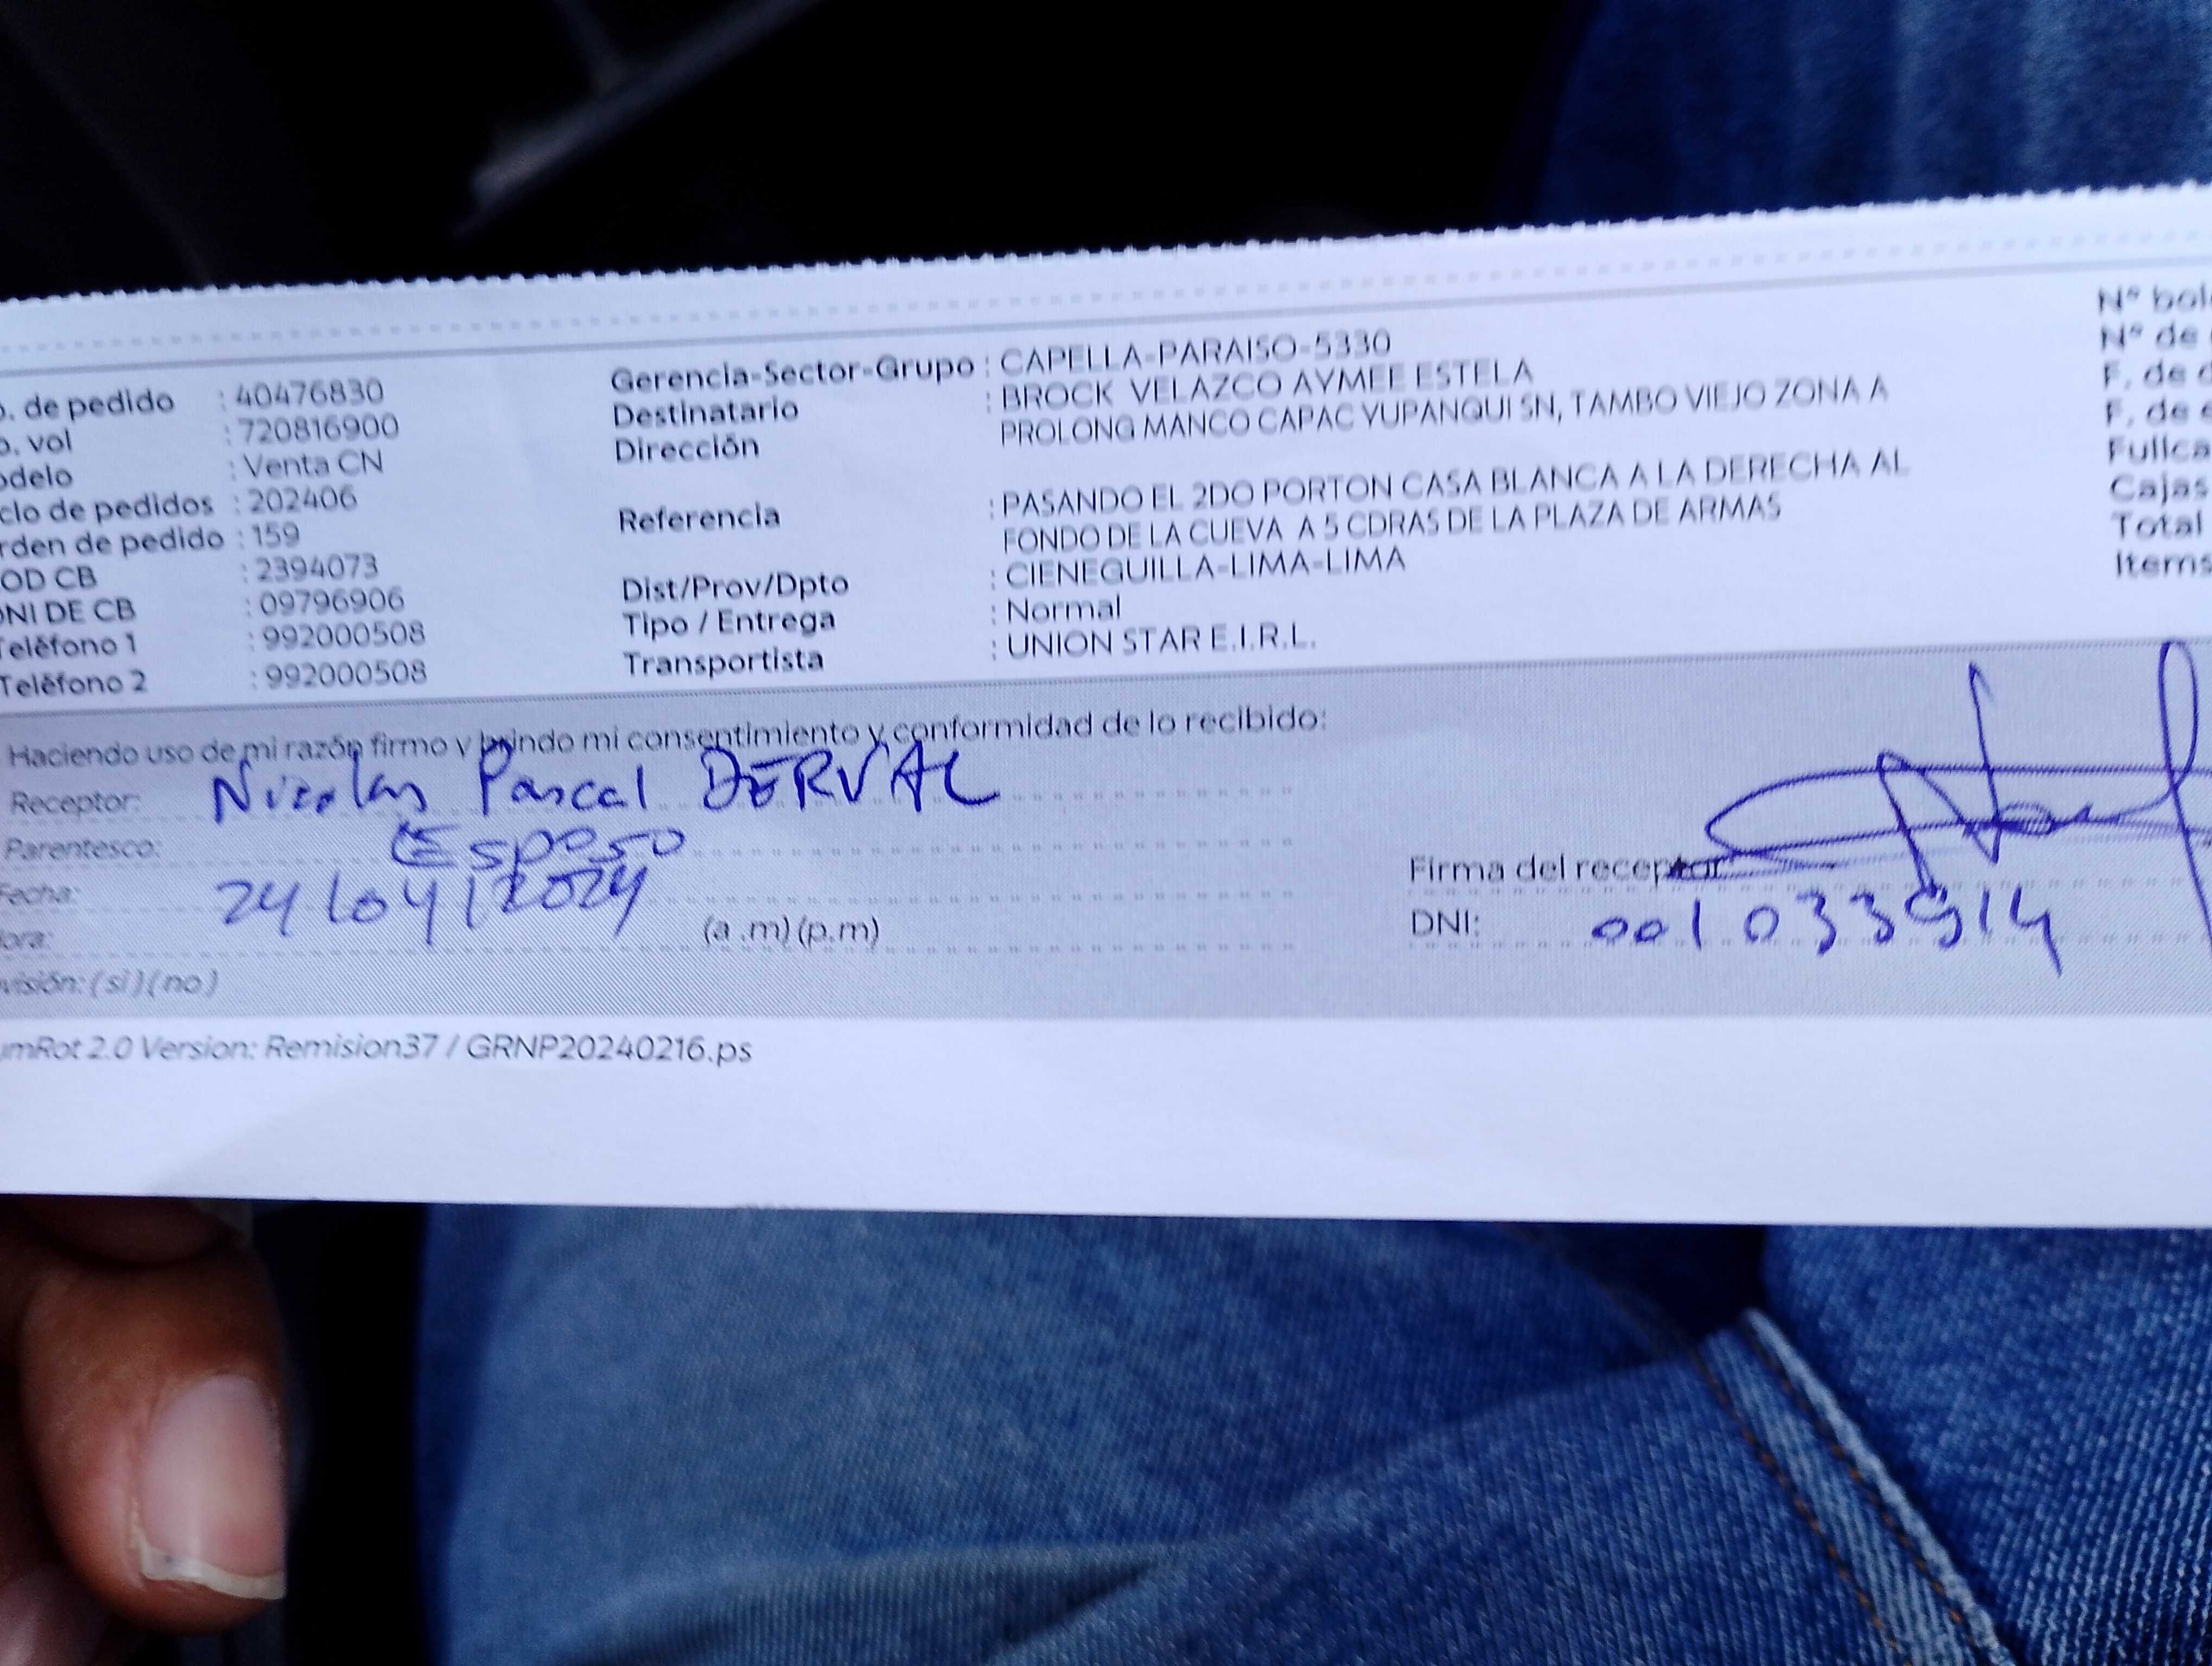 o. de pedido : 40476830
o. vol : 720816900
odelo : Venta CN
clo de pedidos : 202406
rden de pedido : 159
OD CB : 2394073
DNI DE CB : 09796906
Teléfono 1 : 992000508
Teléfono 2 : 992000508
Gerencia-Sector-Grupo : CAPELLA-PARAISO-5330
Destinatario : BROCK VELAZCO AYMEE ESTELA
Dirección PROLONG MANCO CAPAC YUPANQUI SN, TAMBO VIEJO ZONA A
Referencia : PASANDO EL 2DO PORTON CASA BLANCA A LA DERECHA AL
FONDO DE LA CUEVA A 5 CDRAS DE LA PLAZA DE ARMAS
Dist/Prov/Dpto : CIENEGUILLA-LIMA-LIMA
Tipo / Entrega : Normal
Transportista : UNION STAR E.I.R.L.
N° bol
N° de
F. de d
F. de e
Fullca
Cajas
Total
Items
Haciendo uso de mi razón firmo y brindo mi consentimiento y conformidad de lo recibido:
Receptor: Nicolas Pascal DERVAL
Parentesco: Esposo
Fecha: 24/04/2024
ora: (a .m) (p.m)
visión: (si) (no)
Firma del receptor
DNI: 001033914
umRot 2.0 Version: Remision37 / GRNP20240216.ps